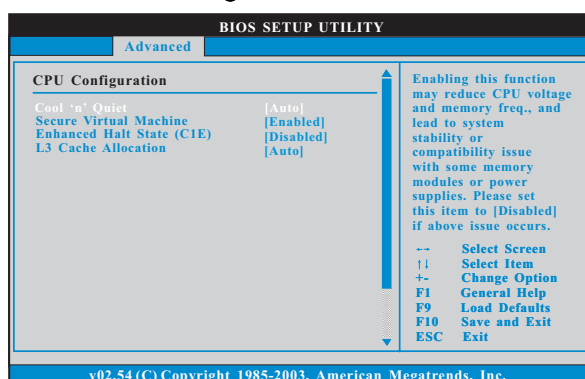 BIOS SETUP UTILITY
Advanced
CPU Configuration
Cool ‘n’ Quiet [Auto]
Secure Virtual Machine [Enabled]
Enhanced Halt State (C1E) [Disabled]
L3 Cache Allocation [Auto]
Enabling this function
may reduce CPU voltage
and memory freq., and
lead to system
stability or
compatibility issue
with some memory
modules or power
supplies. Please set
this item to [Disabled]
if above issue occurs.
←→ Select Screen
↑↓ Select Item
+- Change Option
F1 General Help
F9 Load Defaults
F10 Save and Exit
ESC Exit
v02.54 (C) Copyright 1985-2003, American Megatrends, Inc.